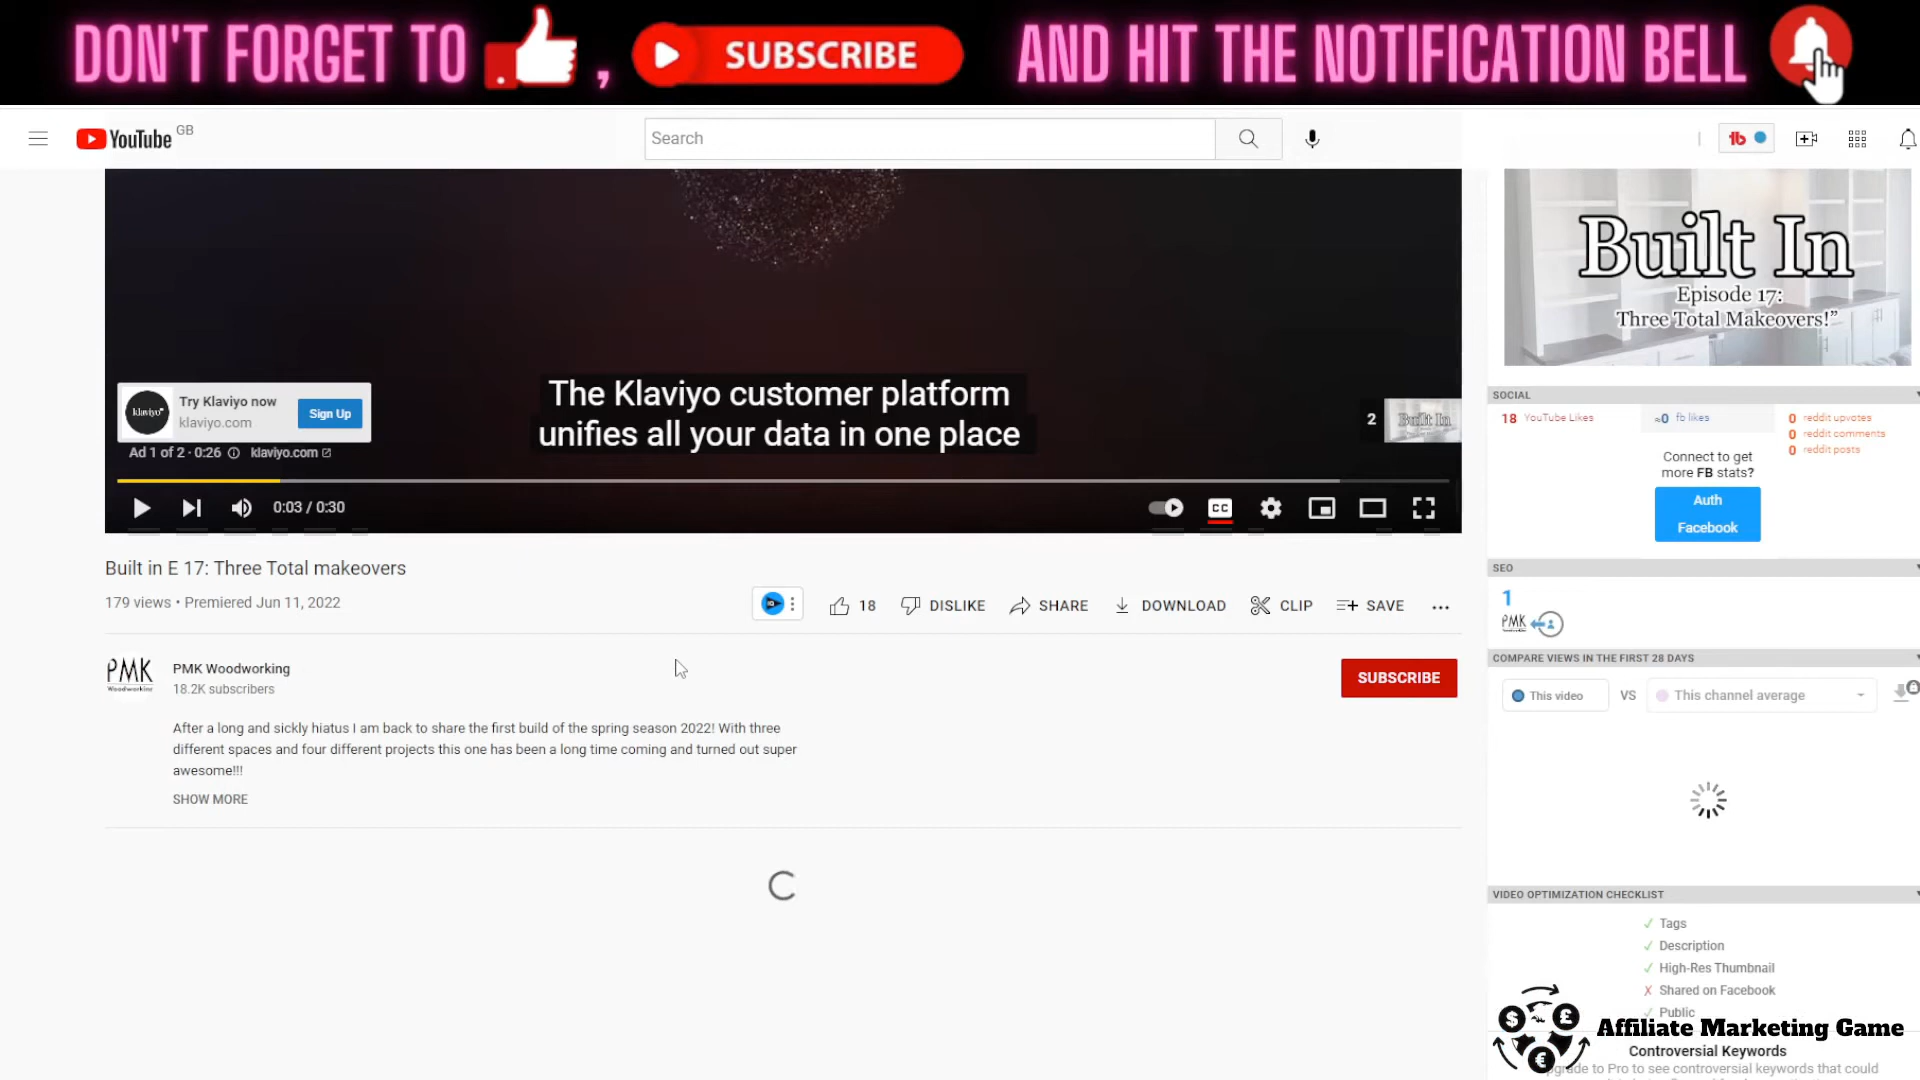 DON'T FORGET TO , SUBSCRIBE AND HIT THE NOTIFICATION BELL
YouTube GB
Search
Built In
Episode 17:
Three Total Makeovers!”
The Klaviyo customer platform
unifies all your data in one place
klaviyo
Try Klaviyo now
klaviyo.com
Sign Up
2
Built In
Ad 1 of 2 · 0:26 klaviyo.com
0:03 / 0:30
CC
SOCIAL
18 YouTube Likes
≈0 fb likes
0 reddit upvotes
0 reddit comments
0 reddit posts
Connect to get
more FB stats?
Auth
Facebook
Built in E 17: Three Total makeovers
179 views • Premiered Jun 11, 2022
18
DISLIKE
SHARE
DOWNLOAD
CLIP
SAVE
SEO
1
PMK
PMK
Woodworking
PMK Woodworking
18.2K subscribers
SUBSCRIBE
After a long and sickly hiatus I am back to share the first build of the spring season 2022! With three
different spaces and four different projects this one has been a long time coming and turned out super
awesome!!!
SHOW MORE
COMPARE VIEWS IN THE FIRST 28 DAYS
This video VS This channel average
VIDEO OPTIMIZATION CHECKLIST
Tags
Description
High-Res Thumbnail
Shared on Facebook
Public
Affiliate Marketing Game
Controversial Keywords
grade to Pro to see controversial keywords that could